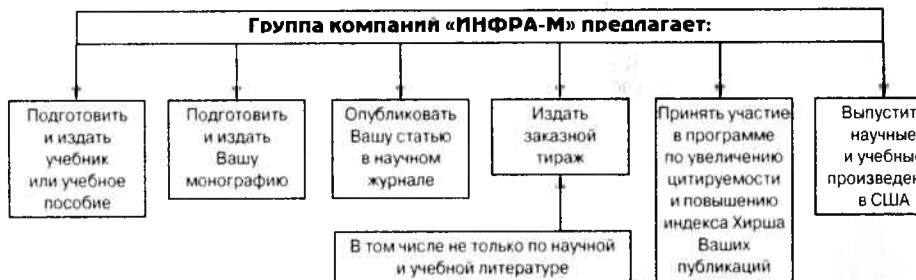 Группа компаний «ИНФРА-М» предлагает:
Подготовить
и издать
учебник
или учебное
пособие
Подготовить
и издать
Вашу
монографию
Опубликовать
Вашу статью
в научном
журнале
Издать
заказной
тираж
В том числе не только по научной
и учебной литературе
Принять участие
в программе
по увеличению
цитируемости
и повышению
индекса Хирша
Ваших
публикаций
Выпустит
научные
и учебны
произведен
в США